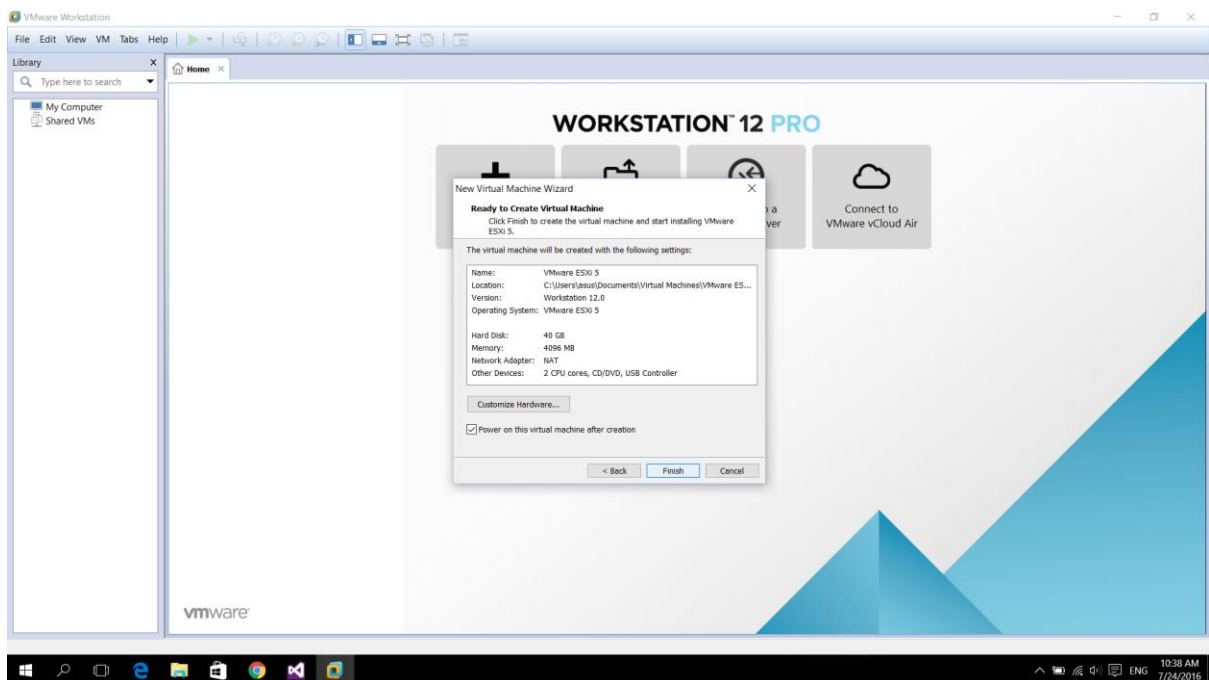 VMware Workstation
File Edit View VM Tabs Help
Library X
Home ×
Type here to search
My Computer
Shared VMs
WORKSTATION™ 12 PRO
Connect to
VMware vCloud Air
a
ver
New Virtual Machine Wizard
Ready to Create Virtual Machine
Click Finish to create the virtual machine and start installing VMware
ESXi 5.
The virtual machine will be created with the following settings:
Name: VMware ESXi 5
Location: C:\Users\asus\Documents\Virtual Machines\VMware ES...
Version: Workstation 12.0
Operating System: VMware ESXi 5
Hard Disk: 40 GB
Memory: 4096 MB
Network Adapter: NAT
Other Devices: 2 CPU cores, CD/DVD, USB Controller
Customize Hardware...
Power on this virtual machine after creation
< Back Finish Cancel
vmware
ENG
10:38 AM
7/24/2016